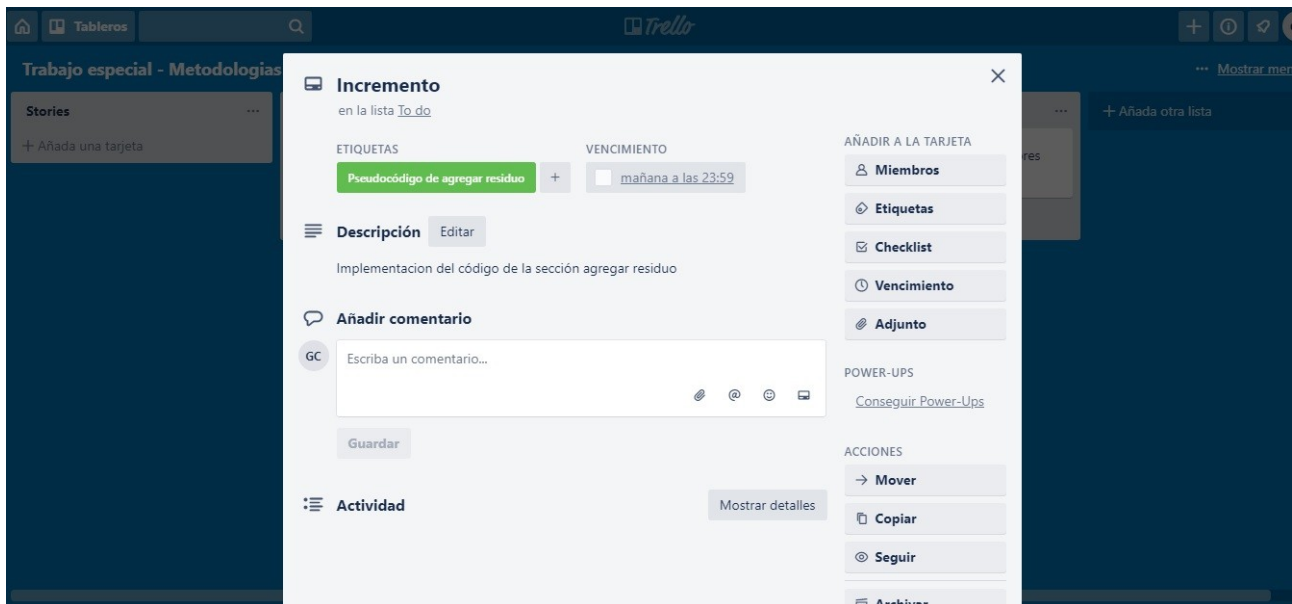 Tableros
Trello
Trabajo especial - Metodologias
Mostrar mer
Stories
Añada una tarjeta
res
Añada otra lista
Incremento
en la lista To do
ETIQUETAS
VENCIMIENTO
Pseudocódigo de agregar residuo
+
mañana a las 23:59
Descripción
Editar
Implementacion del código de la sección agregar residuo
Añadir comentario
GC
Escriba un comentario...
@
Guardar
Actividad
Mostrar detalles
AÑADIR A LA TARJETA
Miembros
Etiquetas
Checklist
Vencimiento
Adjunto
POWER-UPS
Conseguir Power-Ups
ACCIONES
Mover
Copiar
Seguir
Archivar